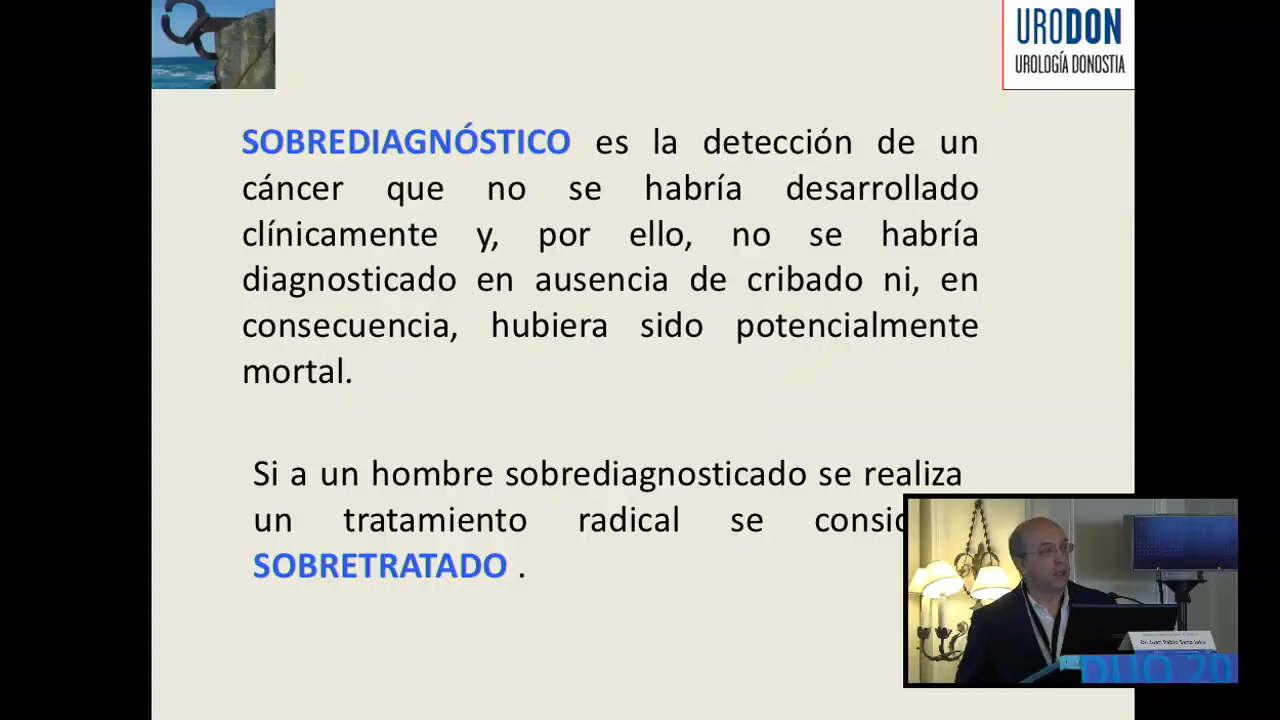 URODON
UROLOGÍA DONOSTIA
SOBREDIAGNÓSTICO es la detección de un
cáncer que no se habría desarrollado
clínicamente y, por ello, no se habría
diagnosticado en ausencia de cribado ni, en
consecuencia, hubiera sido potencialmente
mortal.
Si a un hombre sobrediagnosticado se realiza
un tratamiento radical se consid
SOBRETRATADO .
DUO 20